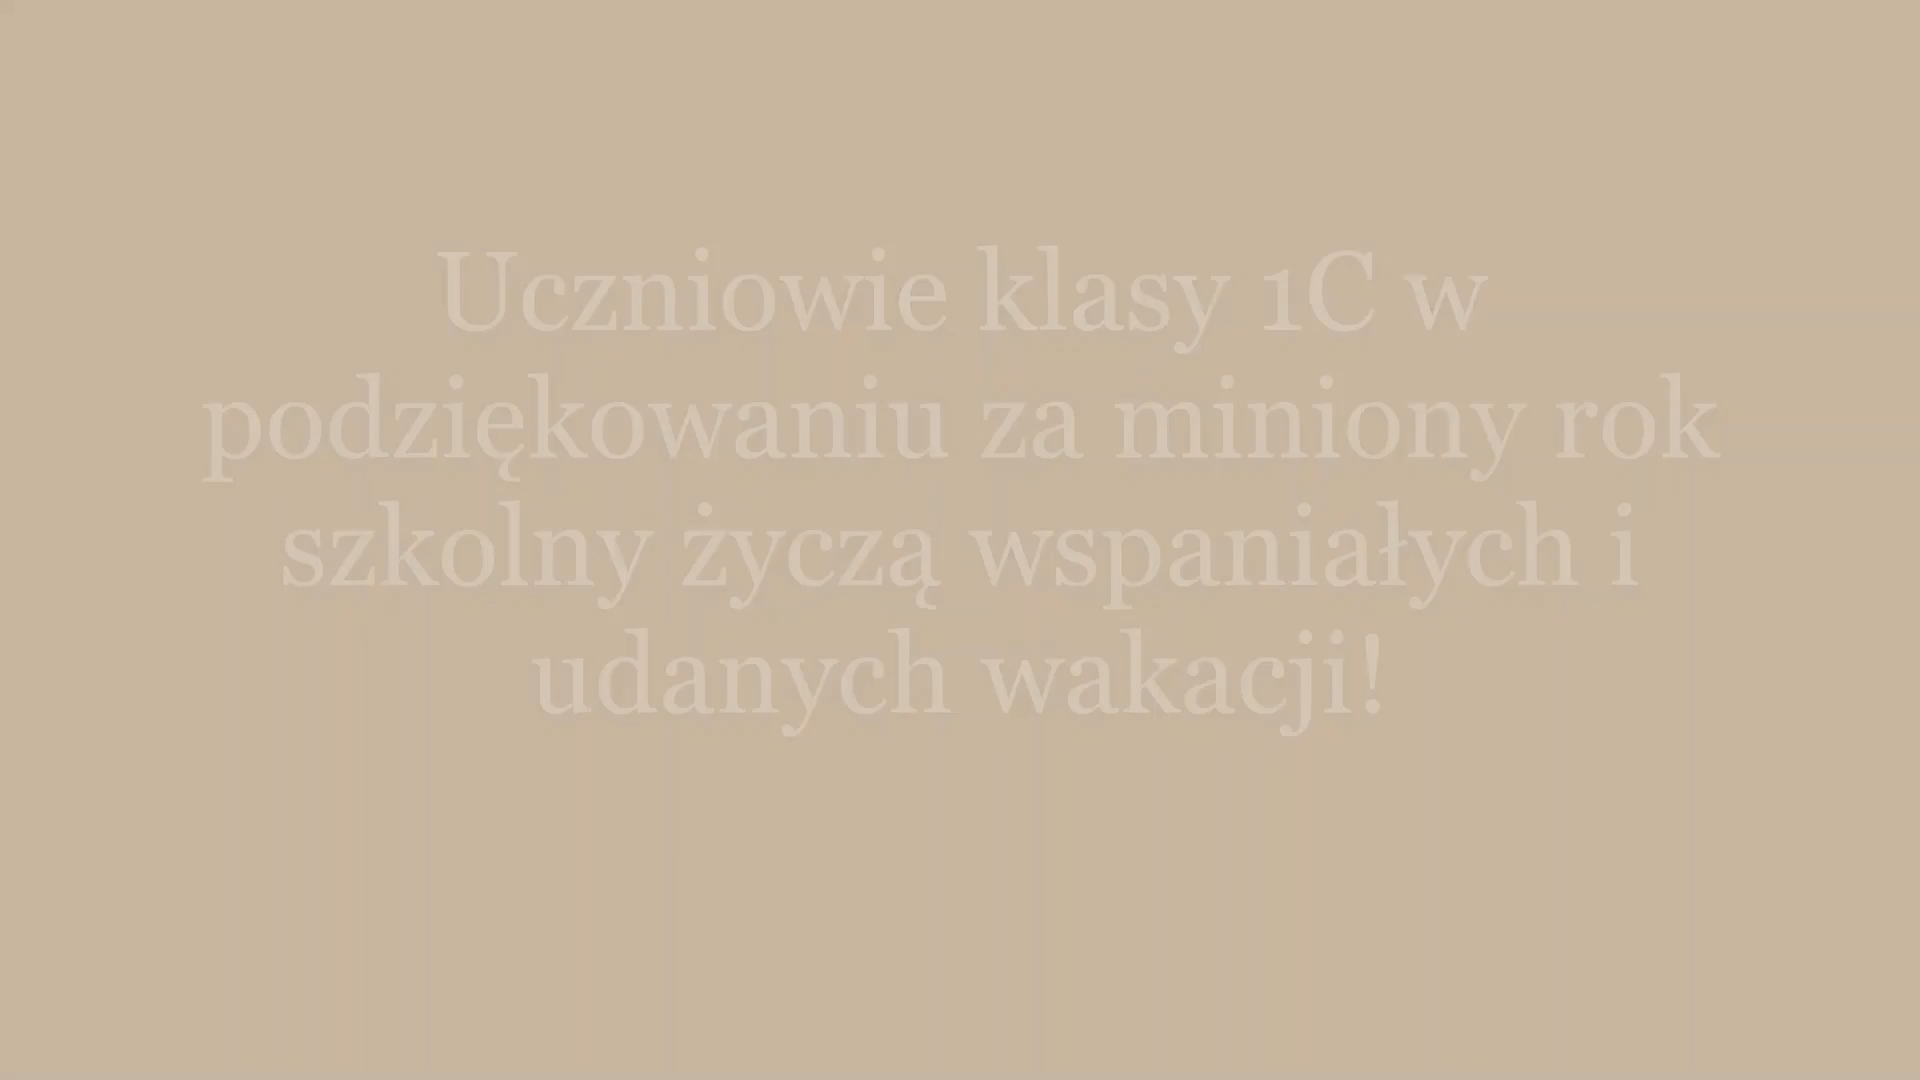 Uczniowie klasy 1C w
podziękowaniu za miniony rok
szkolny życzą wspaniałych i
udanych wakacji!